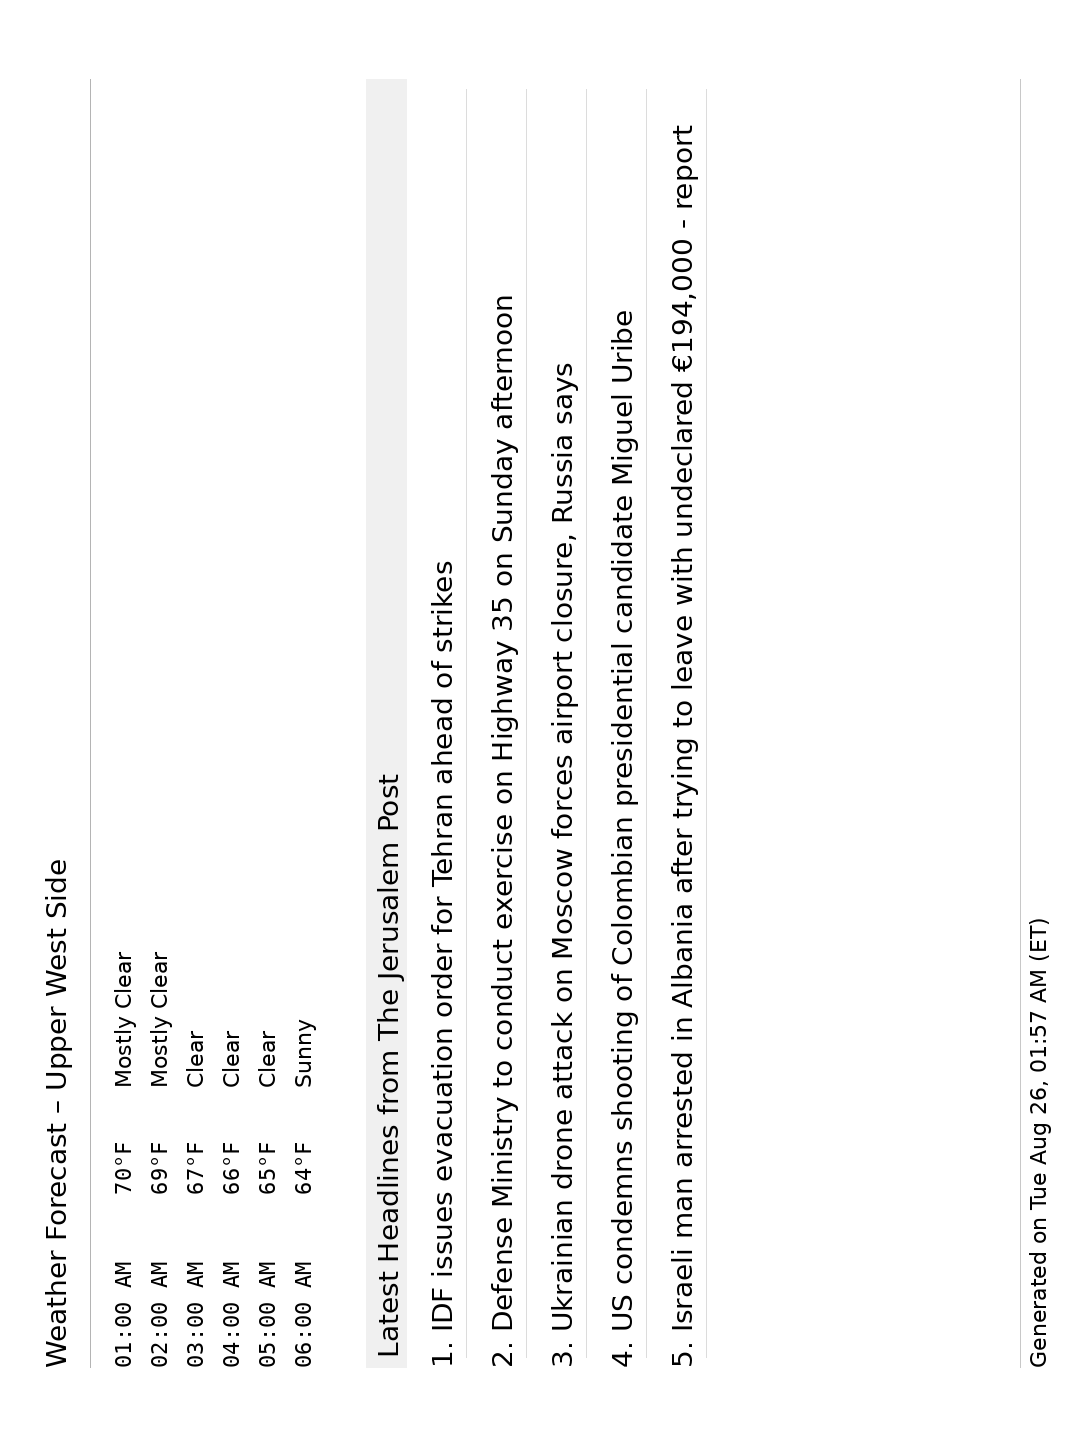 Weather Forecast – Upper West Side
01:00 AM 70°F Mostly Clear
02:00 AM 69°F Mostly Clear
03:00 AM 67°F Clear
04:00 AM 66°F Clear
05:00 AM 65°F Clear
06:00 AM 64°F Sunny
Latest Headlines from The Jerusalem Post
1. IDF issues evacuation order for Tehran ahead of strikes
2. Defense Ministry to conduct exercise on Highway 35 on Sunday afternoon
3. Ukrainian drone attack on Moscow forces airport closure, Russia says
4. US condemns shooting of Colombian presidential candidate Miguel Uribe
5. Israeli man arrested in Albania after trying to leave with undeclared €194,000 - report
Generated on Tue Aug 26, 01:57 AM (ET)